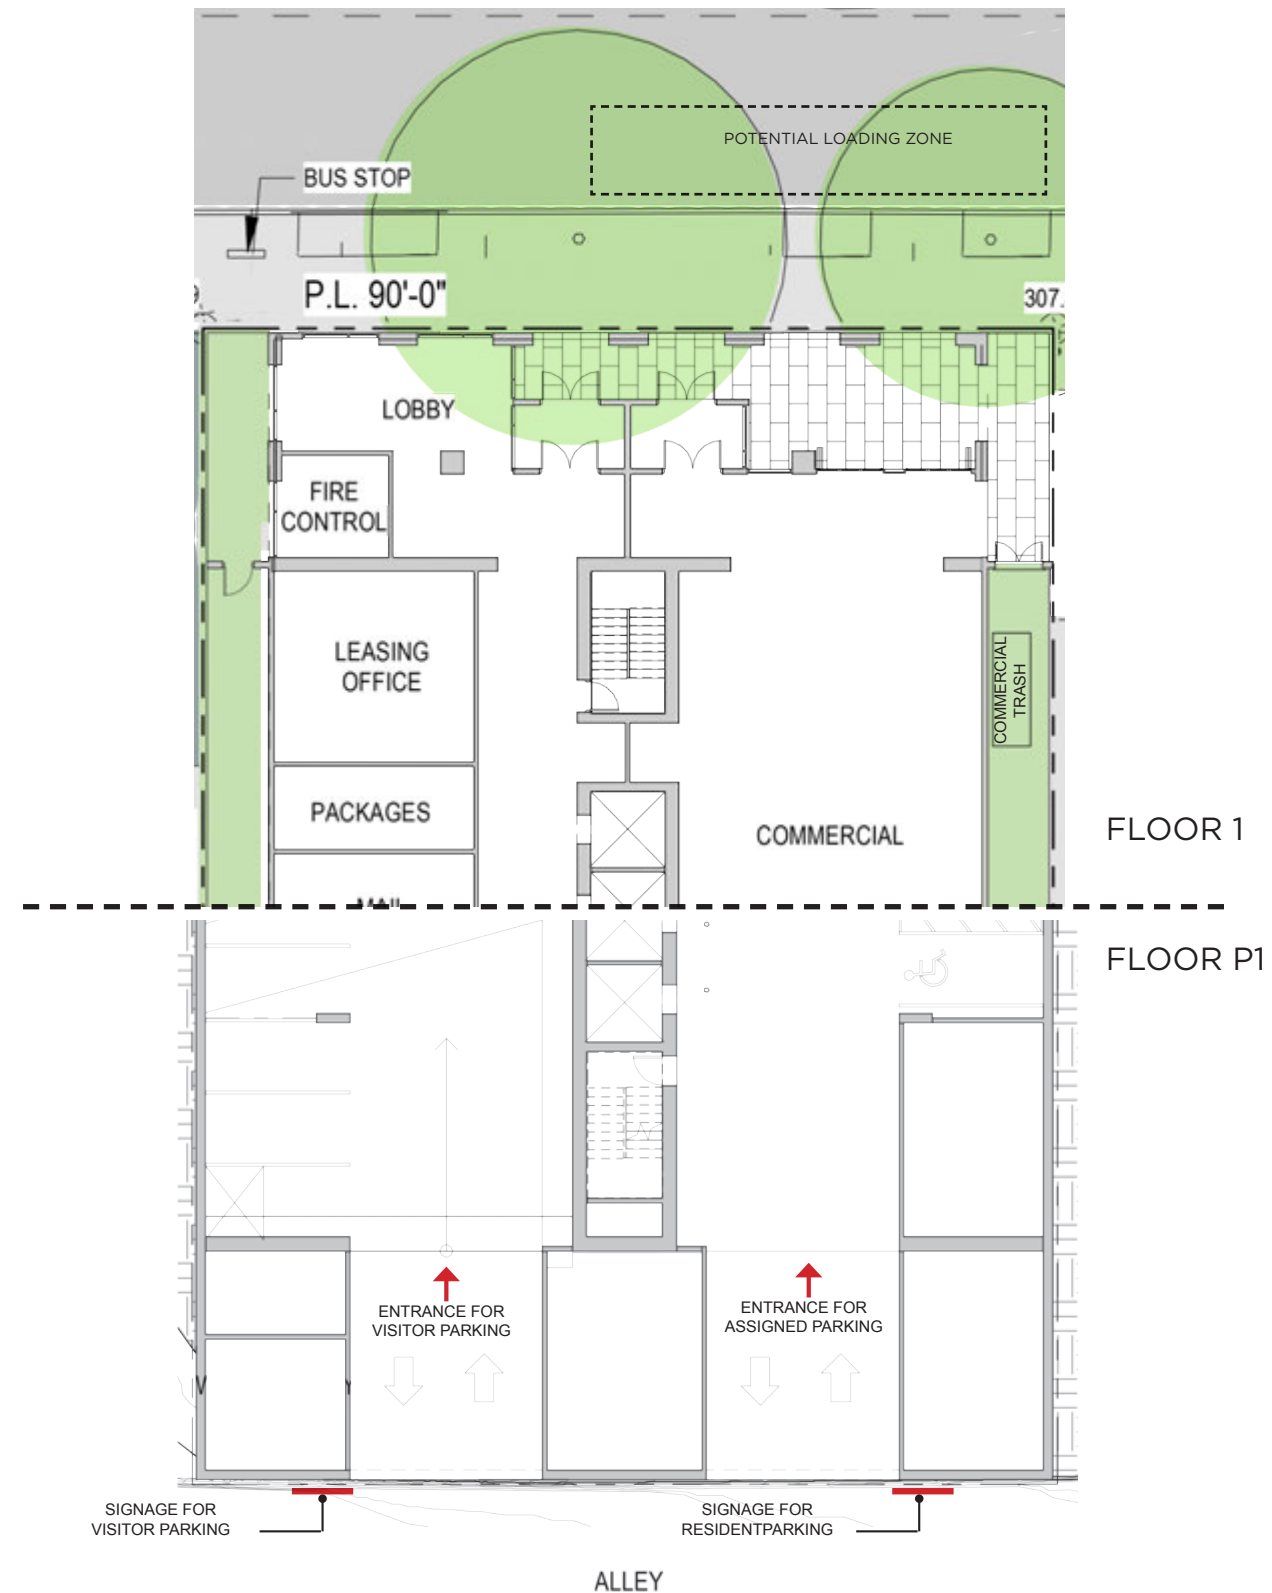 POTENTIAL LOADING ZONE
BUS STOP
P.L. 90'-0"
307.
LOBBY
FIRE
CONTROL
LEASING
OFFICE
COMMERCIAL
TRASH
PACKAGES
COMMERCIAL
FLOOR 1
MAIL
FLOOR P1
ENTRANCE FOR
VISITOR PARKING
ENTRANCE FOR
ASSIGNED PARKING
V
Y
SIGNAGE FOR
VISITOR PARKING
SIGNAGE FOR
RESIDENTPARKING
ALLEY